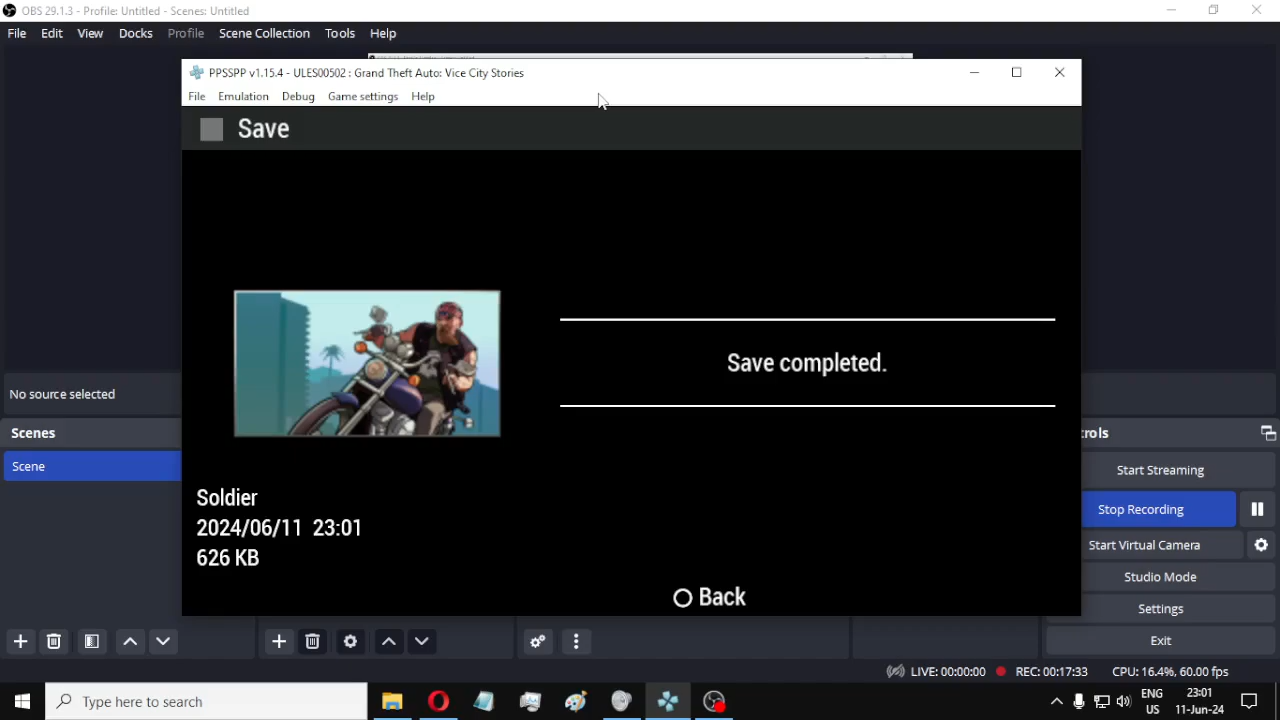 OBS 29.1.3 - Profile: Untitled - Scenes: Untitled
File Edit View Docks Profile Scene Collection Tools Help
PPSSPP v1.15.4 - ULES00502 : Grand Theft Auto: Vice City Stories
File Emulation Debug Game settings Help
Save
Save completed.
No source selected
Scenes
Scene
Soldier
2024/06/11 23:01
626 KB
Back
rols
Start Streaming
Stop Recording
Start Virtual Camera
Studio Mode
Settings
Exit
LIVE: 00:00:00 REC: 00:17:33 CPU: 16.4%, 60.00 fps
Type here to search
ENG
US
23:01
11-Jun-24